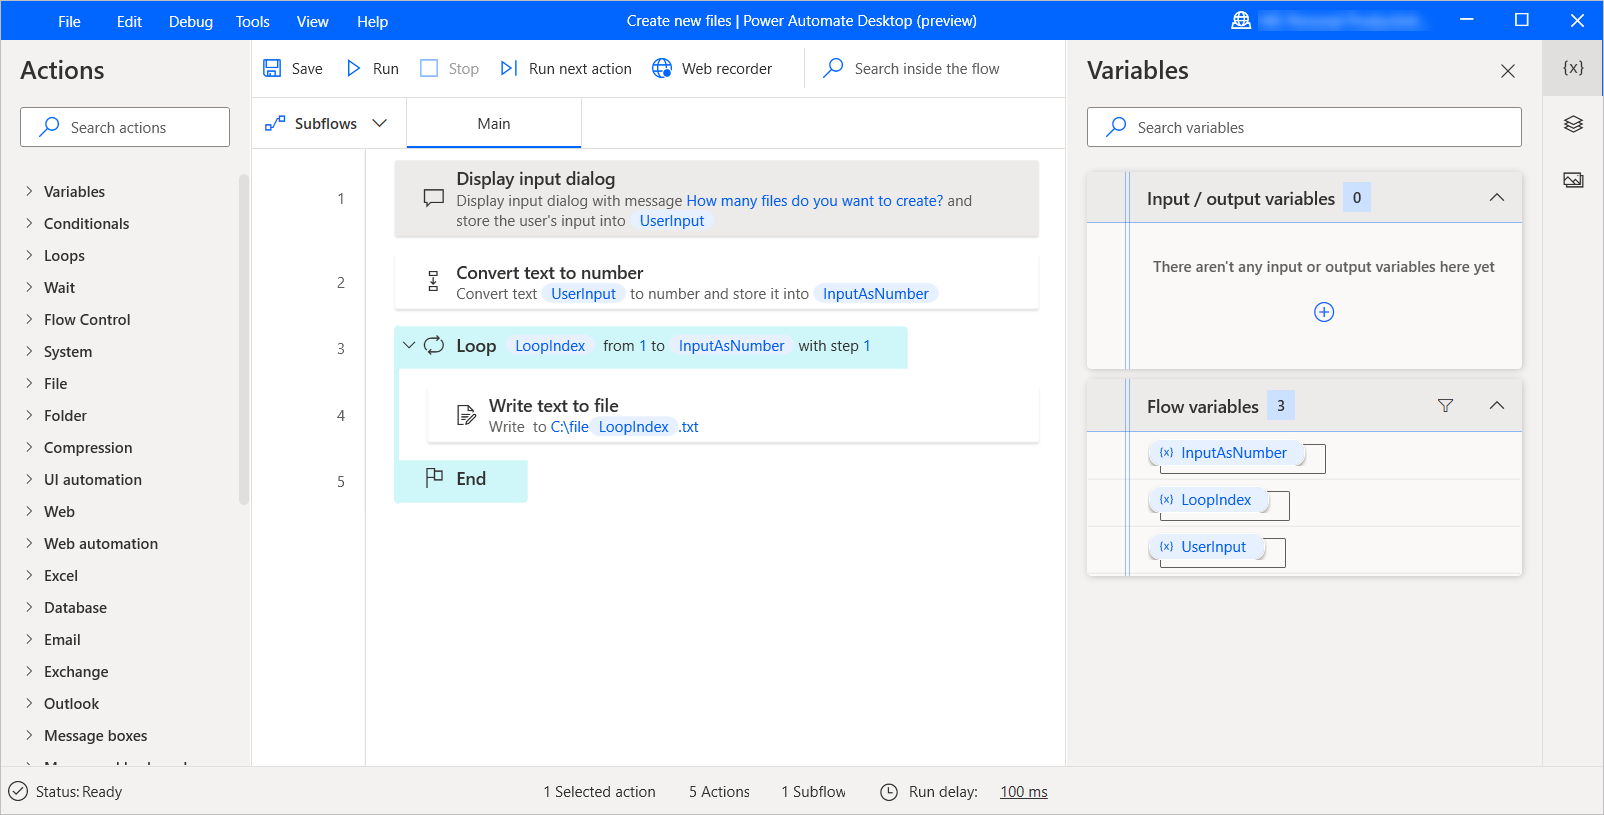 File Edit Debug Tools View Help Create new files | Power Automate Desktop (preview)
Actions
Search actions
Variables
Conditionals
Loops
Wait
Flow Control
System
File
Folder
Compression
UI automation
Web
Web automation
Excel
Database
Email
Exchange
Outlook
Message boxes
Save Run Stop Run next action Web recorder Search inside the flow
Subflows Main
1 Display input dialog
Display input dialog with message How many files do you want to create? and
store the user's input into UserInput
2 Convert text to number
Convert text UserInput to number and store it into InputAsNumber
3 Loop LoopIndex from 1 to InputAsNumber with step 1
4 Write text to file
Write to C:\file LoopIndex .txt
5 End
Variables
{x}
Search variables
Input / output variables 0
There aren't any input or output variables here yet
Flow variables 3
{x} InputAsNumber
{x} LoopIndex
{x} UserInput
Status: Ready 1 Selected action 5 Actions 1 Subflow Run delay: 100 ms